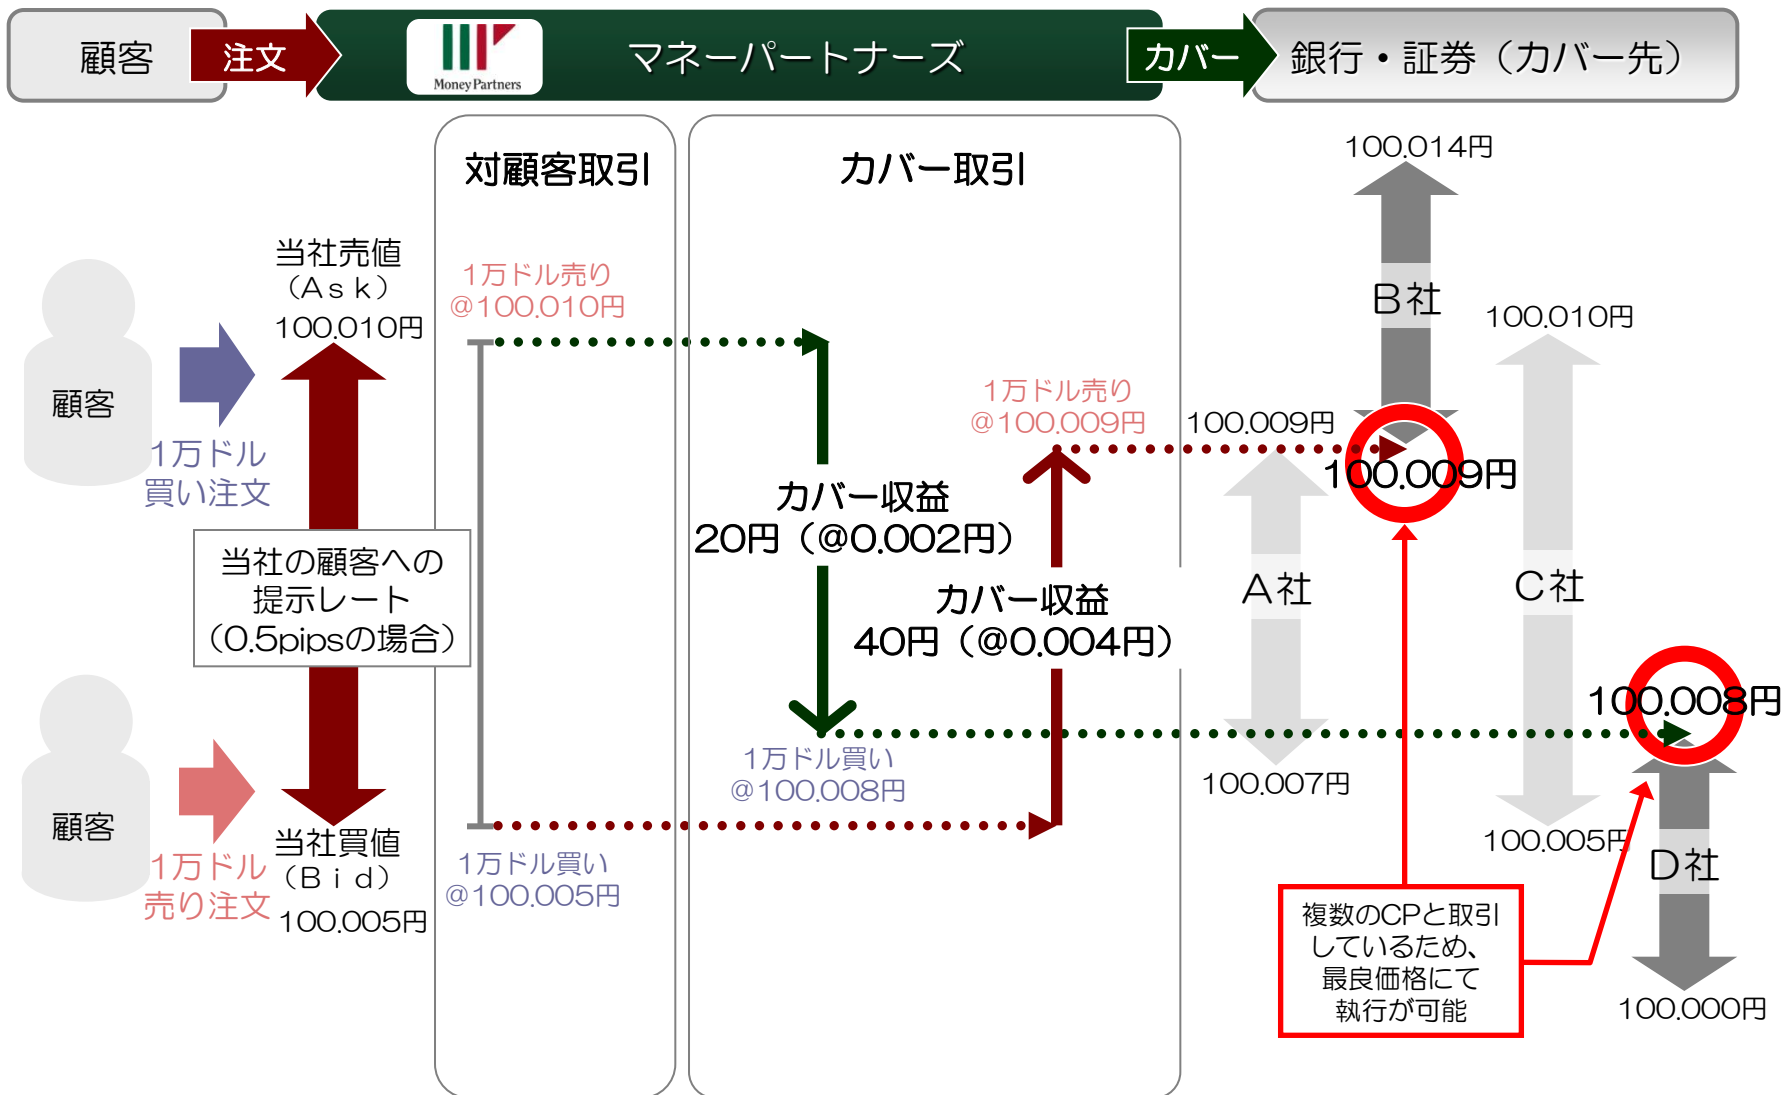 顧客
注文
Money Partners
マネーパートナーズ
カバー
銀行・証券（カバー先）
対顧客取引
カバー取引
顧客
1万ドル
買い注文
当社売値
（Ａｓｋ）
100.010円
当社の顧客への
提示レート
（0.5pipsの場合）
顧客
1万ドル
売り注文
当社買値
（Ｂｉｄ）
100.005円
1万ドル売り
@100.010円
1万ドル買い
@100.005円
カバー収益
20円（@0.002円）
1万ドル買い
@100.008円
1万ドル売り
@100.009円
カバー収益
40円（@0.004円）
100.009円
A社
100.007円
100.014円
B社
100.009円
100.010円
C社
100.005円
100.008円
D社
100.000円
複数のCPと取引
しているため、
最良価格にて
執行が可能